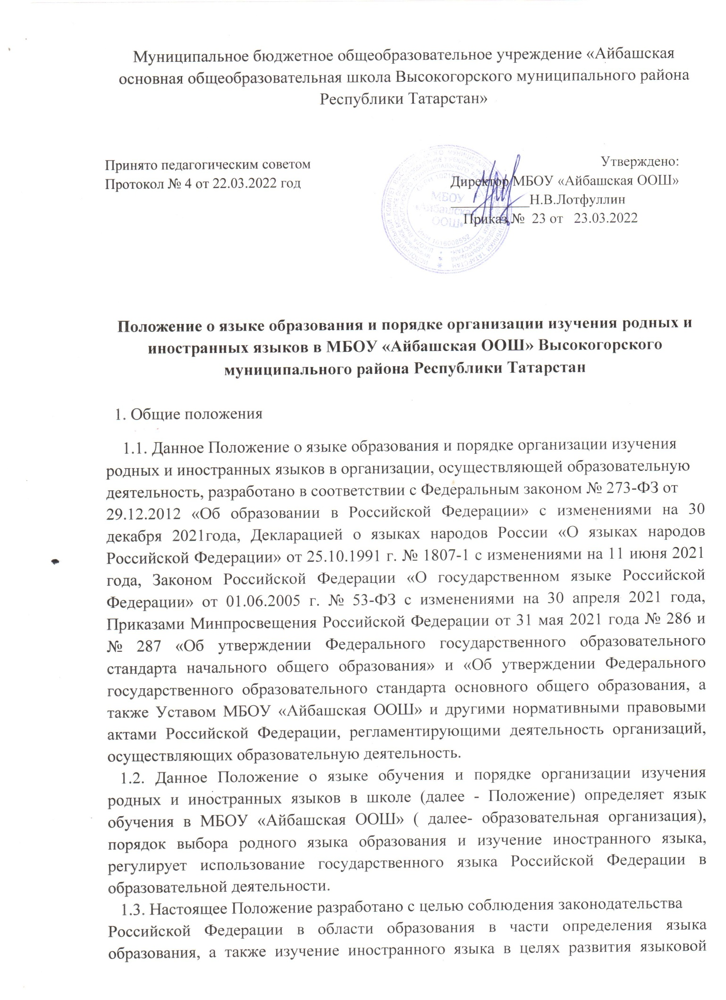 Муниципальное бюджетное общеобразовательное учреждение «Айбашская
основная общеобразовательная школа Высокогорского муниципального района
Республики Татарстан»
Принято педагогическим советом
Протокол № 4 от 22.03.2022 год
Утверждено:
Директор МБОУ «Айбашская ООШ»
____________Н.В.Лотфуллин
Приказ № 23 от 23.03.2022
МБОУ
«Айбашская
ООШ»
ИНН 1616008552
Положение о языке образования и порядке организации изучения родных и
иностранных языков в МБОУ «Айбашская ООШ» Высокогорского
муниципального района Республики Татарстан
1. Общие положения
1.1. Данное Положение о языке образования и порядке организации изучения
родных и иностранных языков в организации, осуществляющей образовательную
деятельность, разработано в соответствии с Федеральным законом № 273-ФЗ от
29.12.2012 «Об образовании в Российской Федерации» с изменениями на 30
декабря 2021года, Декларацией о языках народов России «О языках народов
Российской Федерации» от 25.10.1991 г. № 1807-1 с изменениями на 11 июня 2021
года, Законом Российской Федерации «О государственном языке Российской
Федерации» от 01.06.2005 г. № 53-ФЗ с изменениями на 30 апреля 2021 года,
Приказами Минпросвещения Российской Федерации от 31 мая 2021 года № 286 и
№ 287 «Об утверждении Федерального государственного образовательного
стандарта начального общего образования» и «Об утверждении Федерального
государственного образовательного стандарта основного общего образования, а
также Уставом МБОУ «Айбашская ООШ» и другими нормативными правовыми
актами Российской Федерации, регламентирующими деятельность организаций,
осуществляющих образовательную деятельность.
1.2. Данное Положение о языке обучения и порядке организации изучения
родных и иностранных языков в школе (далее - Положение) определяет язык
обучения в МБОУ «Айбашская ООШ» ( далее- образовательная организация),
порядок выбора родного языка образования и изучение иностранного языка,
регулирует использование государственного языка Российской Федерации в
образовательной деятельности.
1.3. Настоящее Положение разработано с целью соблюдения законодательства
Российской Федерации в области образования в части определения языка
образования, а также изучение иностранного языка в целях развития языковой